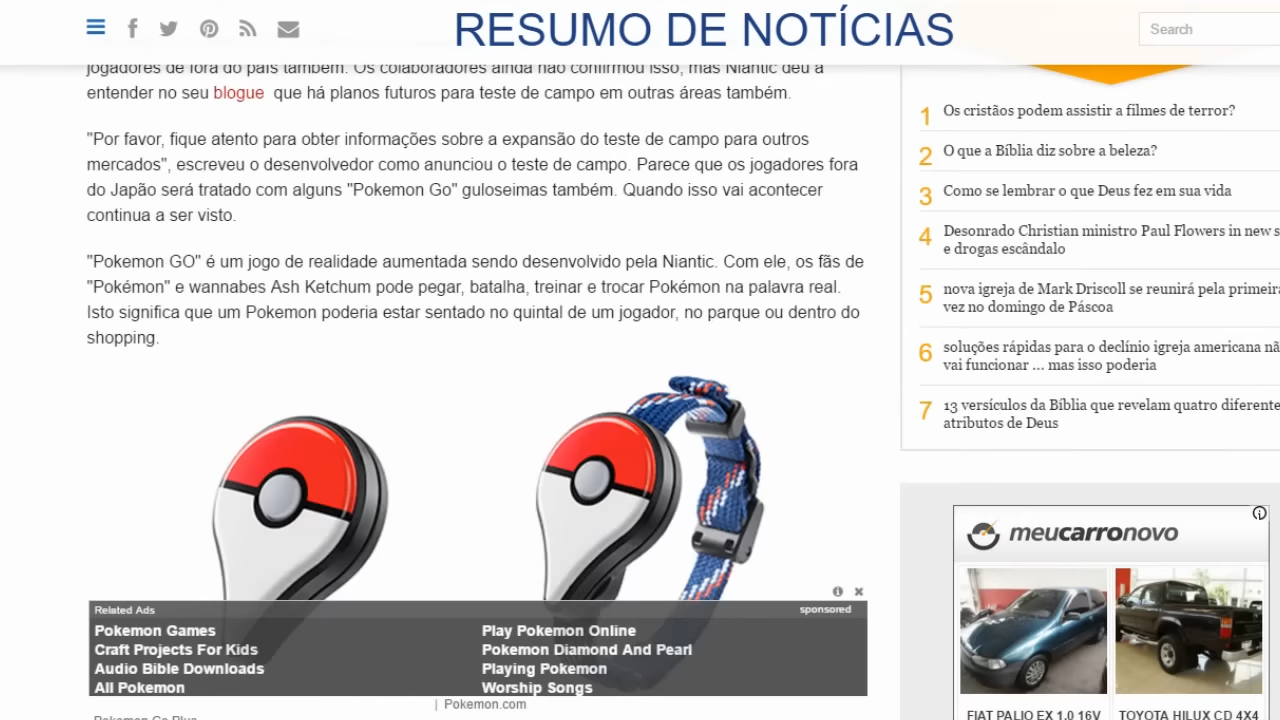 RESUMO DE NOTÍCIAS
Search
jogadores de fora do país também. Os colaboradores ainda não confirmou isso, mas Niantic deu a
entender no seu blogue que há planos futuros para teste de campo em outras áreas também.
"Por favor, fique atento para obter informações sobre a expansão do teste de campo para outros
mercados", escreveu o desenvolvedor como anunciou o teste de campo. Parece que os jogadores fora
do Japão será tratado com alguns "Pokemon Go" guloseimas também. Quando isso vai acontecer
continua a ser visto.
"Pokemon GO" é um jogo de realidade aumentada sendo desenvolvido pela Niantic. Com ele, os fãs de
"Pokémon" e wannabes Ash Ketchum pode pegar, batalha, treinar e trocar Pokémon na palavra real.
Isto significa que um Pokemon poderia estar sentado no quintal de um jogador, no parque ou dentro do
shopping.
Related Ads
sponsored
Pokemon Games
Play Pokemon Online
Craft Projects For Kids
Pokemon Diamond And Pearl
Audio Bible Downloads
Playing Pokemon
All Pokemon
Worship Songs
| Pokemon.com
Pokemon Go Plus
1 Os cristãos podem assistir a filmes de terror?
2 O que a Bíblia diz sobre a beleza?
3 Como se lembrar o que Deus fez em sua vida
4 Desonrado Christian ministro Paul Flowers in new s
e drogas escândalo
5 nova igreja de Mark Driscoll se reunirá pela primeira
vez no domingo de Páscoa
6 soluções rápidas para o declínio igreja americana nã
vai funcionar ... mas isso poderia
7 13 versículos da Bíblia que revelam quatro diferente
atributos de Deus
meucarronovo
FIAT PALIO EX 1.0 16V
TOYOTA HILUX CD 4X4